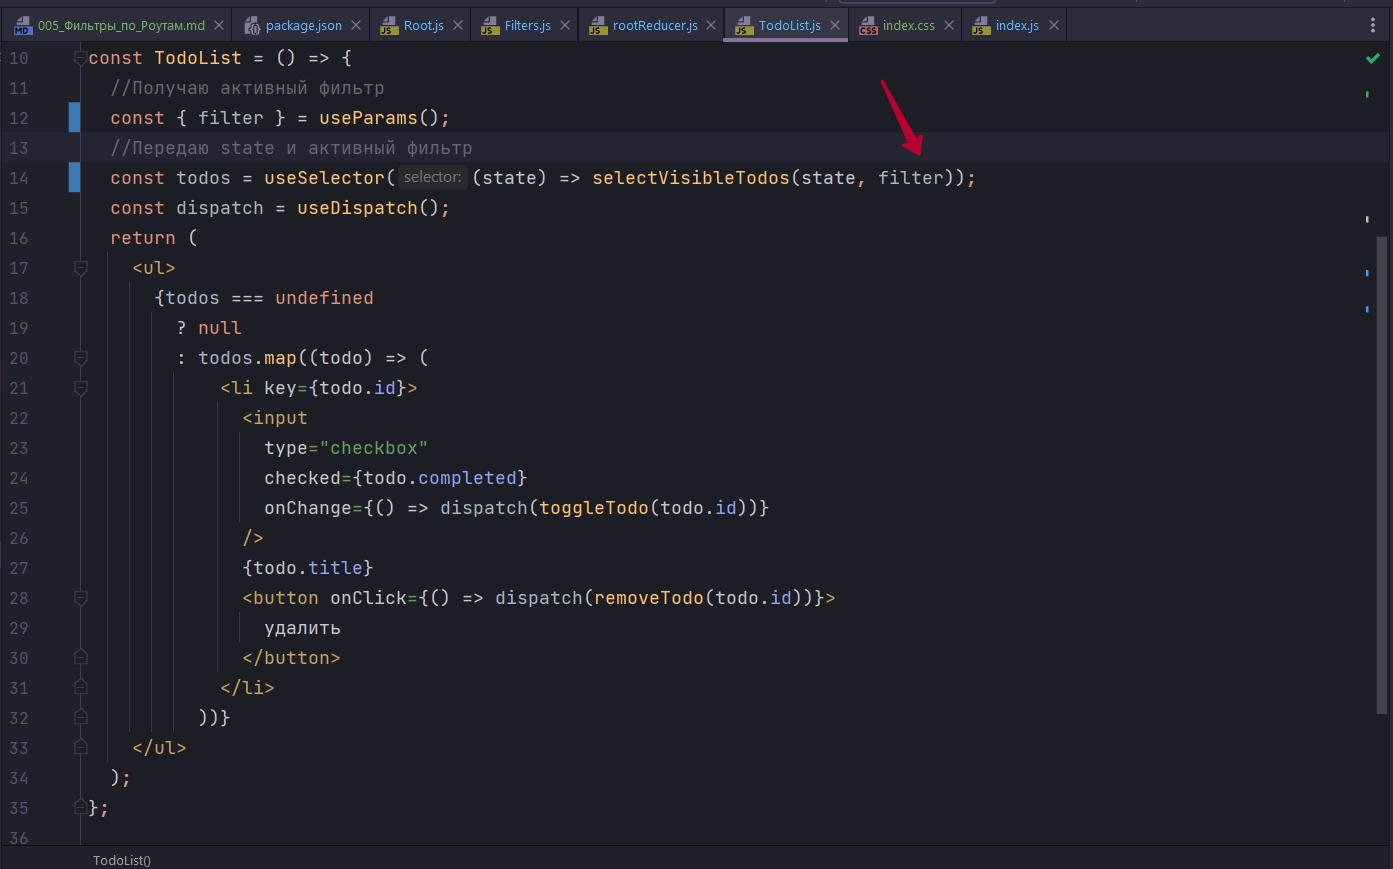 005_Фильтры_по_Роутам.md package.json Root.js Filters.js rootReducer.js TodoList.js index.css index.js
10 const TodoList = () => {
11 //Получаю активный фильтр
12 const { filter } = useParams();
13 //Передаю state и активный фильтр
14 const todos = useSelector( selector: (state) => selectVisibleTodos(state, filter));
15 const dispatch = useDispatch();
16 return (
17 <ul>
18 {todos === undefined
19 ? null
20 : todos.map((todo) => (
21 <li key={todo.id}>
22 <input
23 type="checkbox"
24 checked={todo.completed}
25 onChange={() => dispatch(toggleTodo(todo.id))}
26 />
27 {todo.title}
28 <button onClick={() => dispatch(removeTodo(todo.id))}>
29 удалить
30 </button>
31 </li>
32 ))}
33 </ul>
34 );
35 };
36
TodoList()